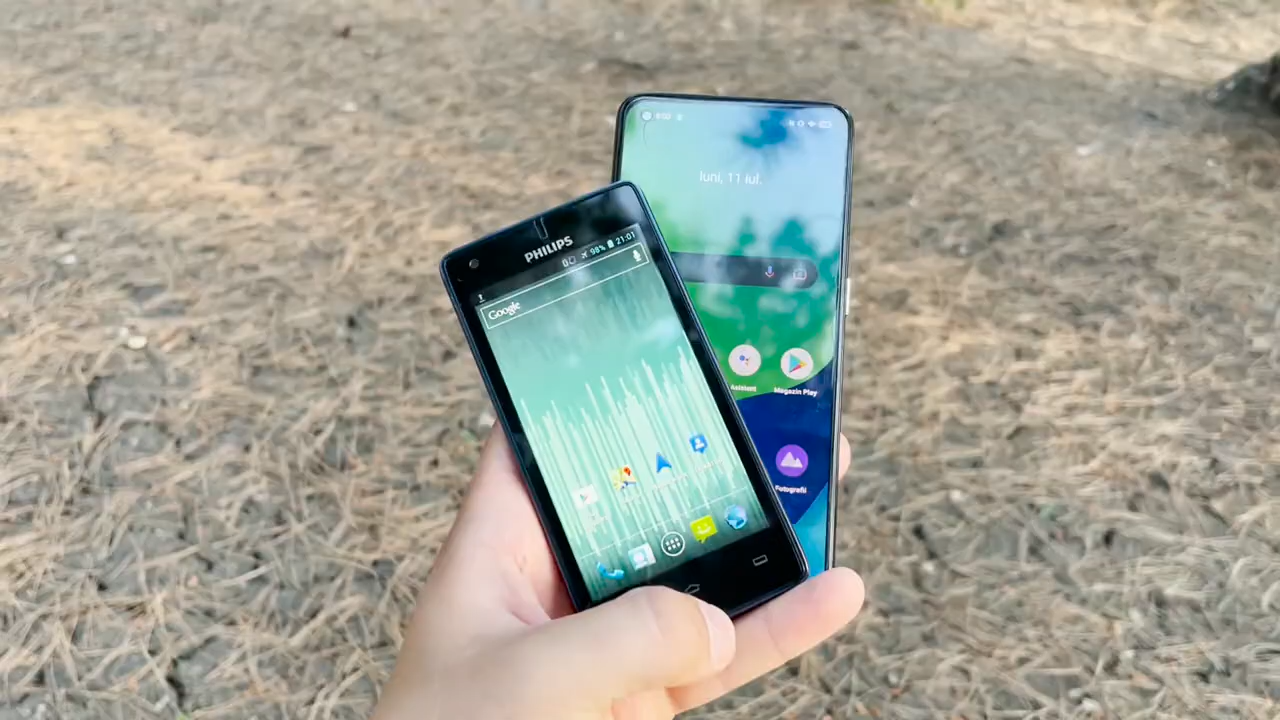 luni, 11 iul.
PHILIPS
98% 21:01
Google
Asistent
Magazin Play
Fotografii